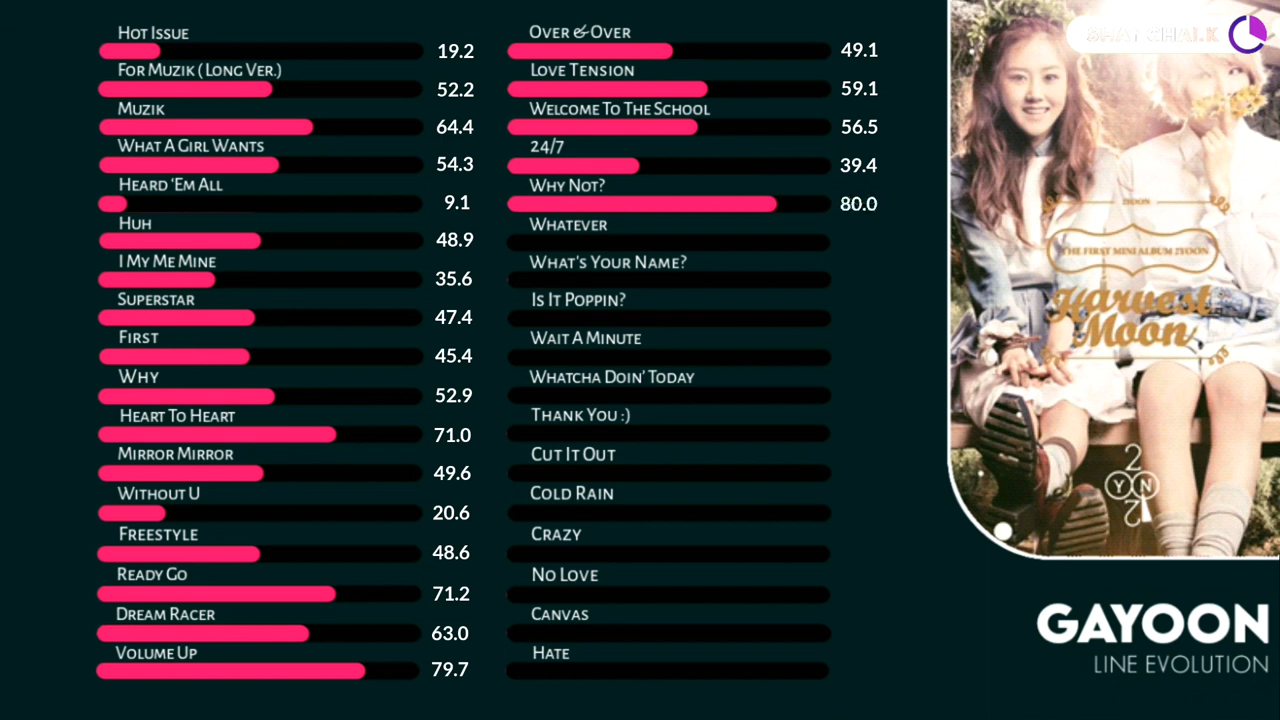 HOT ISSUE
19.2
FOR MUZIK (LONG VER.)
52.2
MUZIK
64.4
WHAT A GIRL WANTS
54.3
HEARD 'EM ALL
9.1
HUH
48.9
I MY ME MINE
35.6
SUPERSTAR
47.4
FIRST
45.4
WHY
52.9
HEART TO HEART
71.0
MIRROR MIRROR
49.6
WITHOUT U
20.6
FREESTYLE
48.6
READY GO
71.2
DREAM RACER
63.0
VOLUME UP
79.7
OVER & OVER
49.1
LOVE TENSION
59.1
WELCOME TO THE SCHOOL
56.5
24/7
39.4
WHY NOT?
80.0
WHATEVER
WHAT'S YOUR NAME?
IS IT POPPIN?
WAIT A MINUTE
WHATCHA DOIN' TODAY
THANK YOU :)
CUT IT OUT
COLD RAIN
CRAZY
NO LOVE
CANVAS
HATE
2YOON
THE FIRST MINI ALBUM 2YOON
Harvest
Moon
2
Y N
2
GAYOON
LINE EVOLUTION